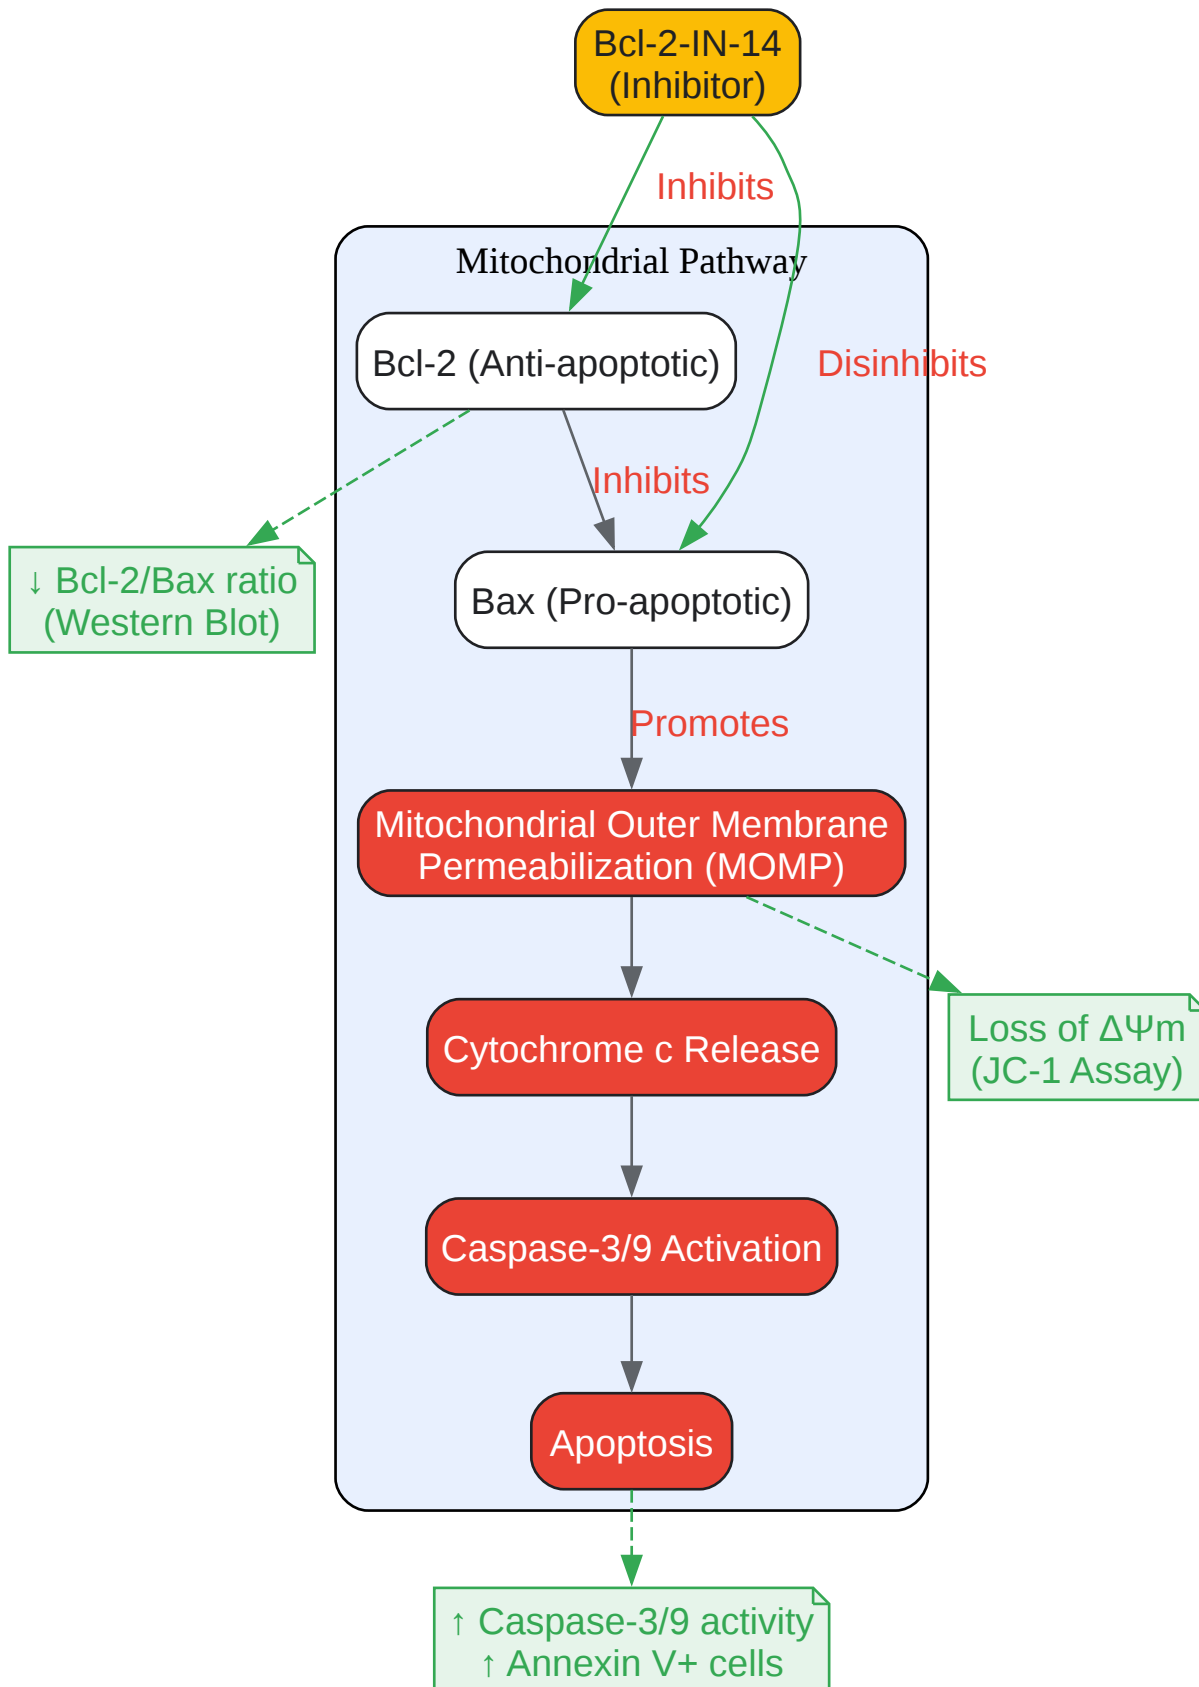 Bcl-2-IN-14
(Inhibitor)
Inhibits
Mitochondrial Pathway
Bcl-2 (Anti-apoptotic)
Disinhibits
Inhibits
↓ Bcl-2/Bax ratio
(Western Blot)
Bax (Pro-apoptotic)
Promotes
Mitochondrial Outer Membrane
Permeabilization (MOMP)
Cytochrome c Release
Loss of ΔΨm
(JC-1 Assay)
Caspase-3/9 Activation
Apoptosis
↑ Caspase-3/9 activity
↑ Annexin V+ cells